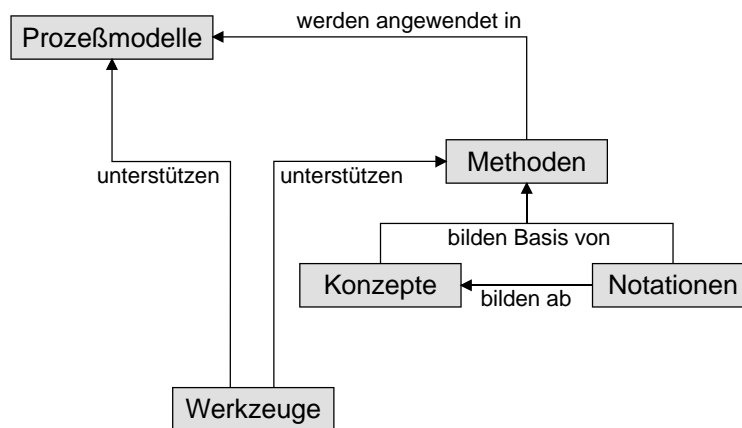 werden angewendet in
Prozeßmodelle
Methoden
unterstützen
unterstützen
bilden Basis von
Konzepte
Notationen
bilden ab
Werkzeuge